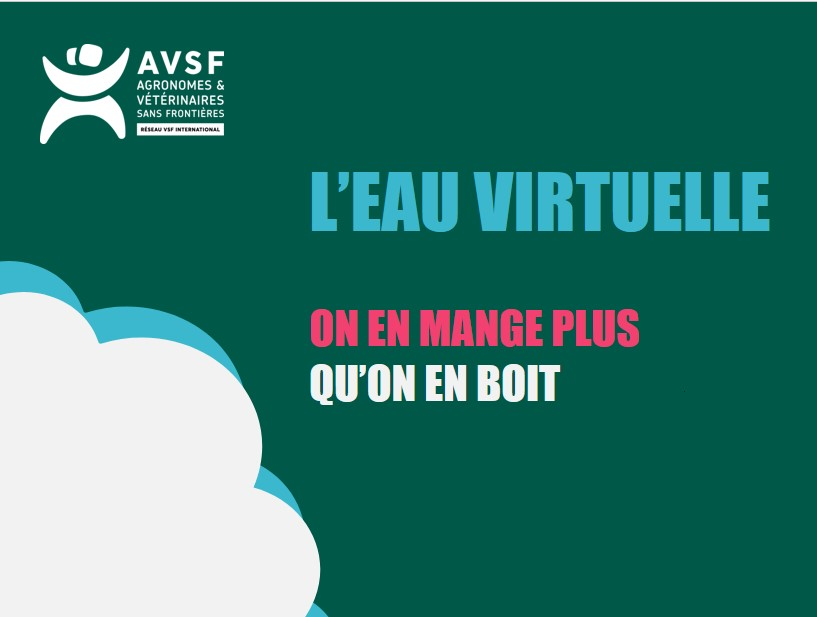 AVSF
AGRONOMES &
VÉTÉRINAIRES
SANS FRONTIÈRES
RÉSEAU VSF INTERNATIONAL
L'EAU VIRTUELLE
ON EN MANGE PLUS
QU'ON EN BOIT